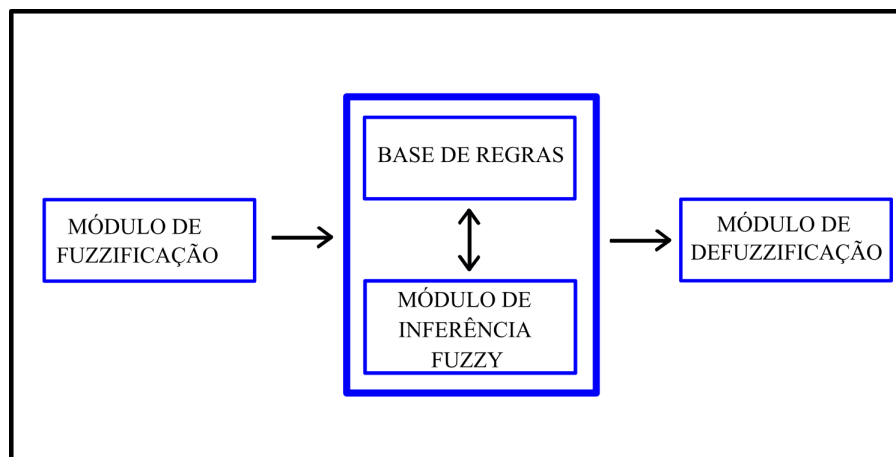 MÓDULO DE
FUZZIFICAÇÃO
BASE DE REGRAS
MÓDULO DE
INFERÊNCIA
FUZZY
MÓDULO DE
DEFUZZIFICAÇÃO